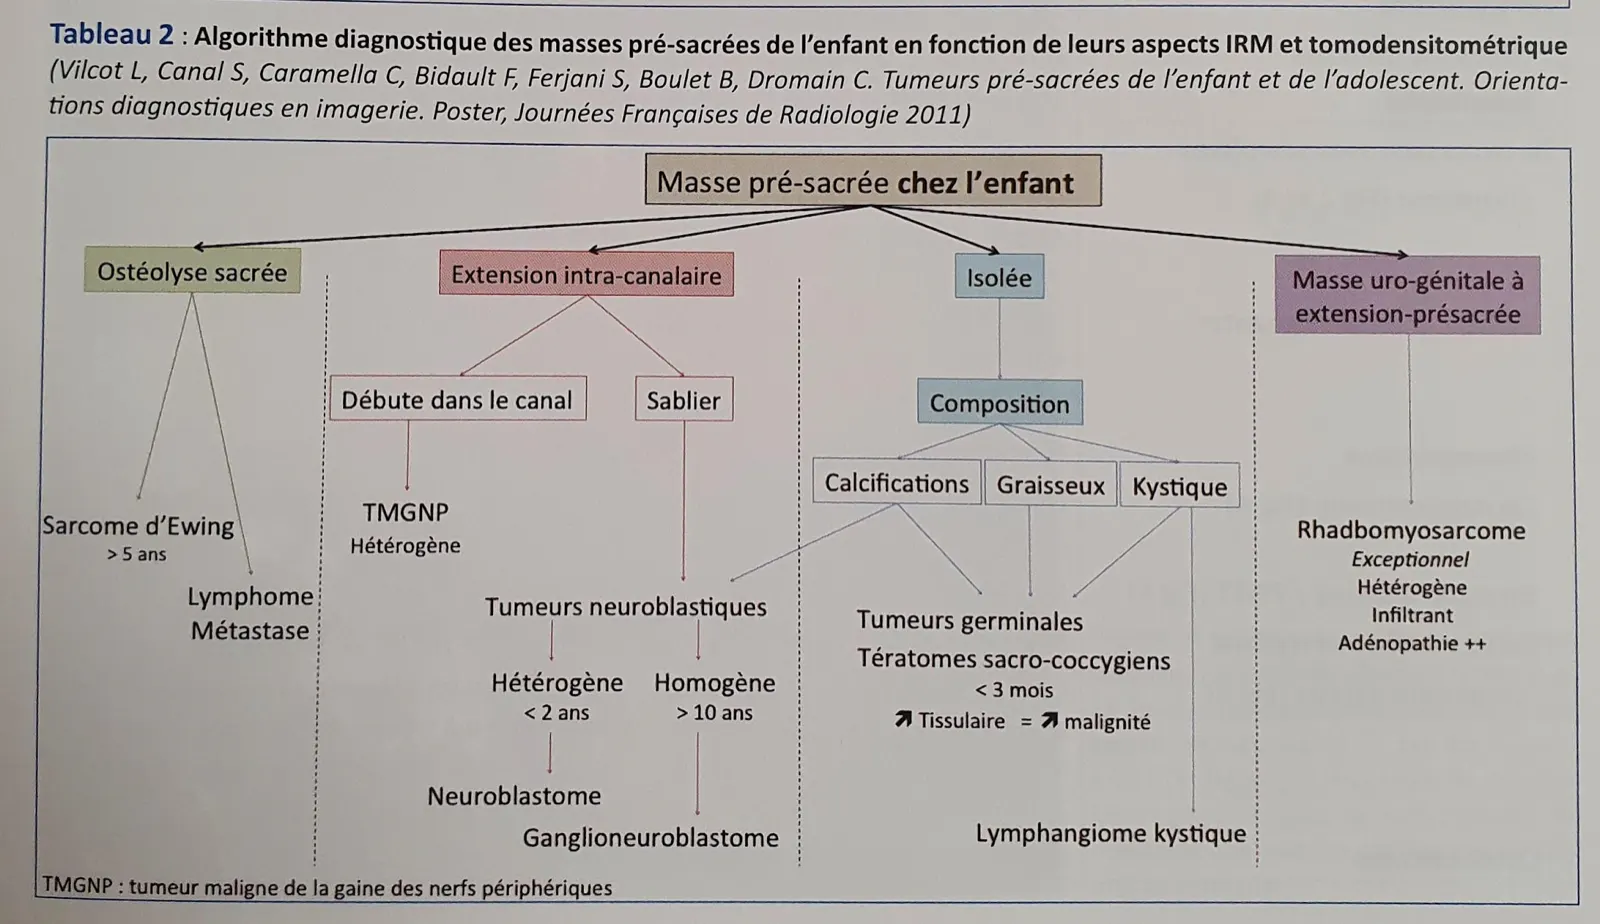 Tableau 2 : Algorithme diagnostique des masses pré-sacrées de l'enfant en fonction de leurs aspects IRM et tomodensitométrique
(Vilcot L, Canal S, Caramella C, Bidault F, Ferjani S, Boulet B, Dromain C. Tumeurs pré-sacrées de l'enfant et de l'adolescent. Orienta-
tions diagnostiques en imagerie. Poster, Journées Françaises de Radiologie 2011)
Masse pré-sacrée chez l'enfant
Ostéolyse sacrée
Sarcome d'Ewing
> 5 ans
Lymphome
Métastase
Extension intra-canalaire
Débute dans le canal
TMGNP
Hétérogène
Sablier
Tumeurs neuroblastiques
Hétérogène
< 2 ans
Neuroblastome
Homogène
> 10 ans
Ganglioneuroblastome
Isolée
Composition
Calcifications
Graisseux
Kystique
Tumeurs germinales
Tératomes sacro-coccygiens
< 3 mois
↗ Tissulaire = ↗ malignité
Lymphangiome kystique
Masse uro-génitale à
extension-présacrée
Rhadbomyosarcome
Exceptionnel
Hétérogène
Infiltrant
Adénopathie ++
TMGNP : tumeur maligne de la gaine des nerfs périphériques